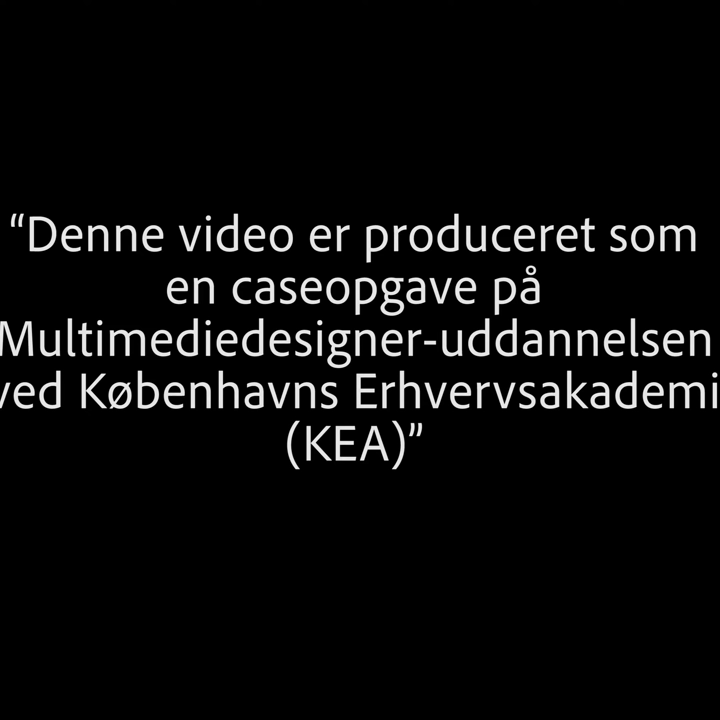 “Denne video er produceret som
en caseopgave på
Multimediedesigner-uddannelsen
ved Københavns Erhvervsakademi
(KEA)”